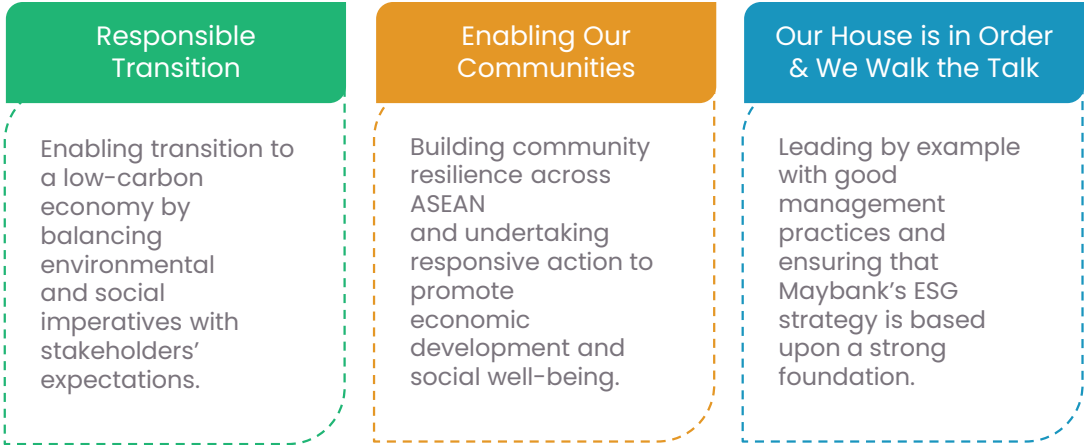 Responsible
Transition
Enabling transition to
a low-carbon
economy by
balancing
environmental
and social
imperatives with
stakeholders’
expectations.
Enabling Our
Communities
Building community
resilience across
ASEAN
and undertaking
responsive action to
promote
economic
development and
social well-being.
Our House is in Order
& We Walk the Talk
Leading by example
with good
management
practices and
ensuring that
Maybank’s ESG
strategy is based
upon a strong
foundation.